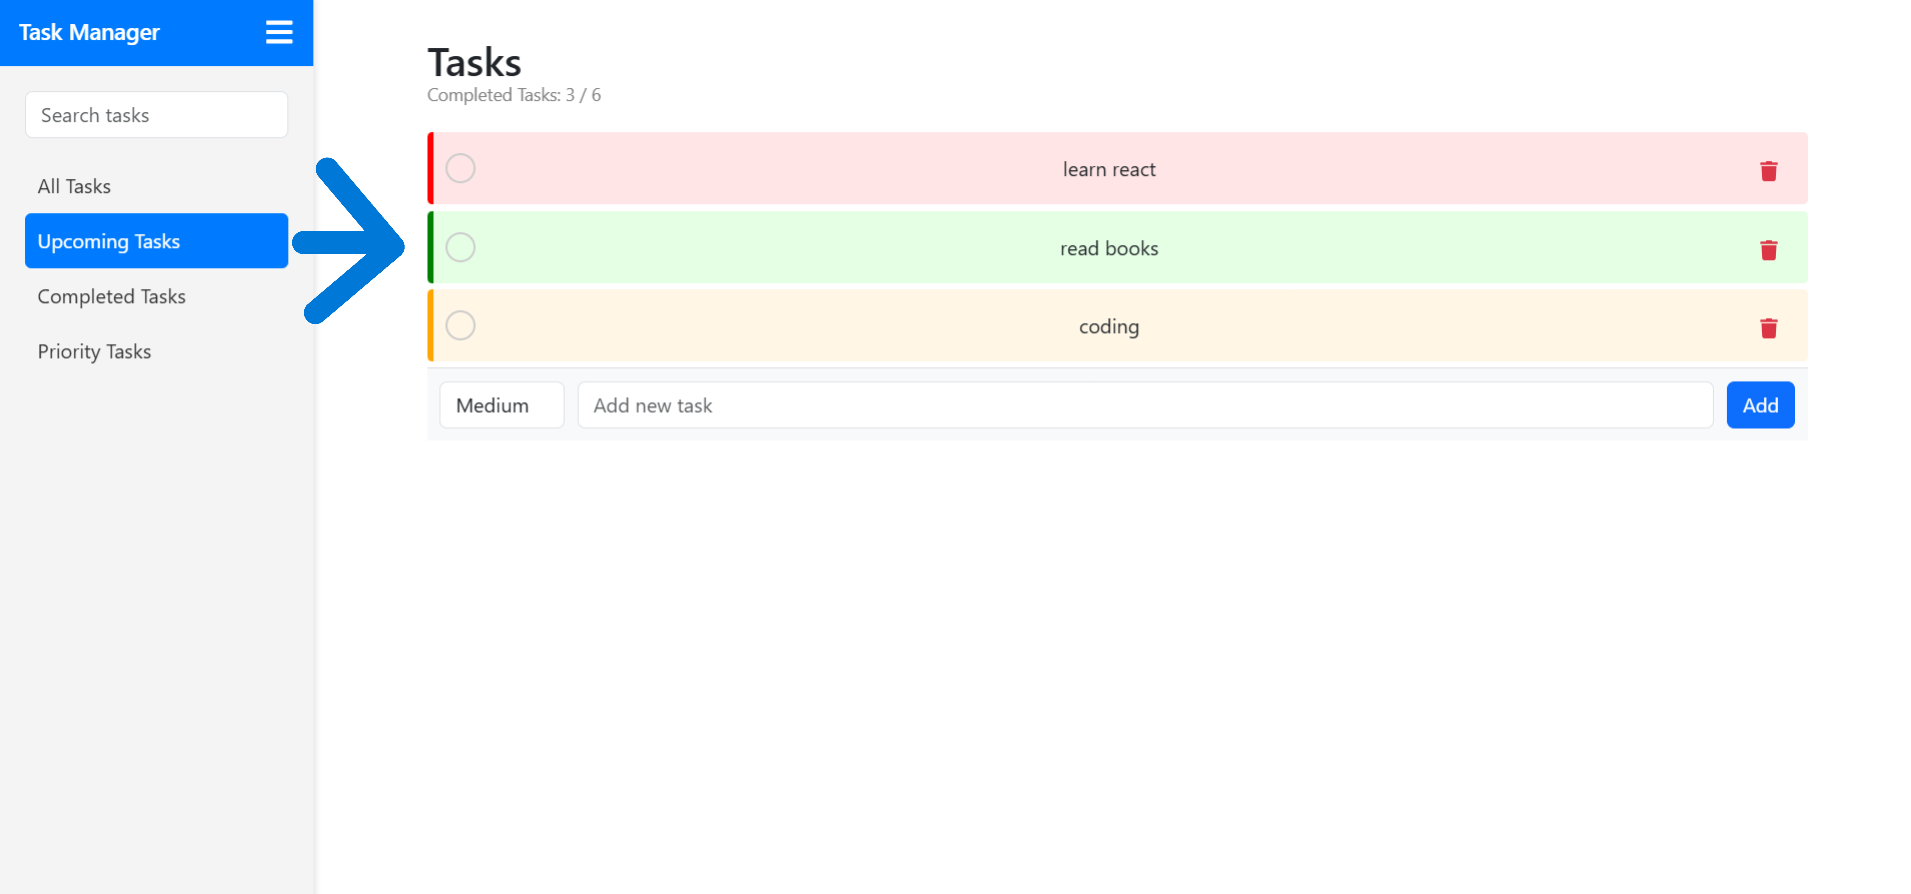 Task Manager
Search tasks
All Tasks
Upcoming Tasks
Completed Tasks
Priority Tasks
Tasks
Completed Tasks: 3 / 6
learn react
read books
coding
Medium
Add new task
Add